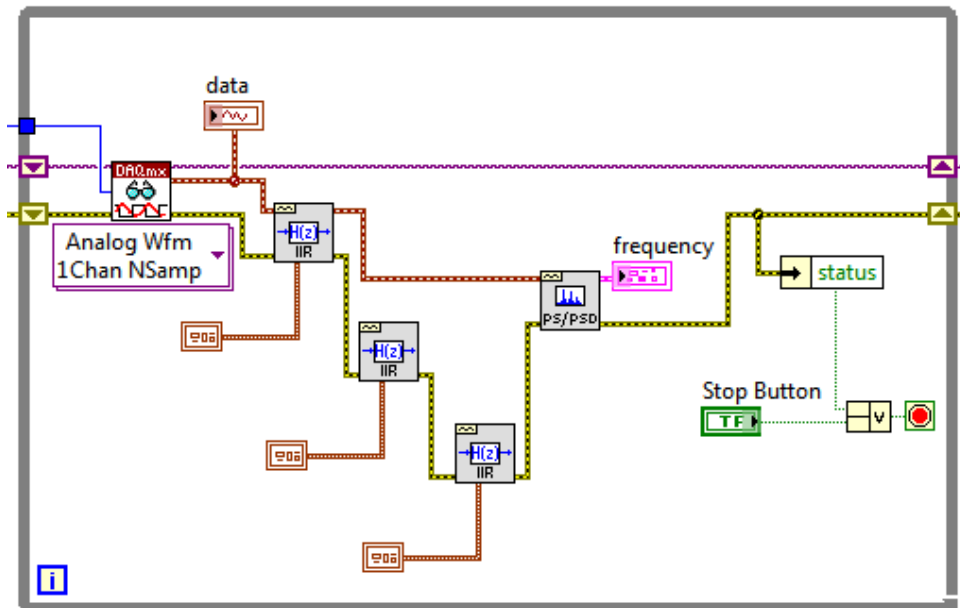 data
DAQmx
Analog Wfm
1Chan NSamp
H(z)
IIR
frequency
PS/PSD
status
H(z)
IIR
Stop Button
TF
V
H(z)
IIR
i